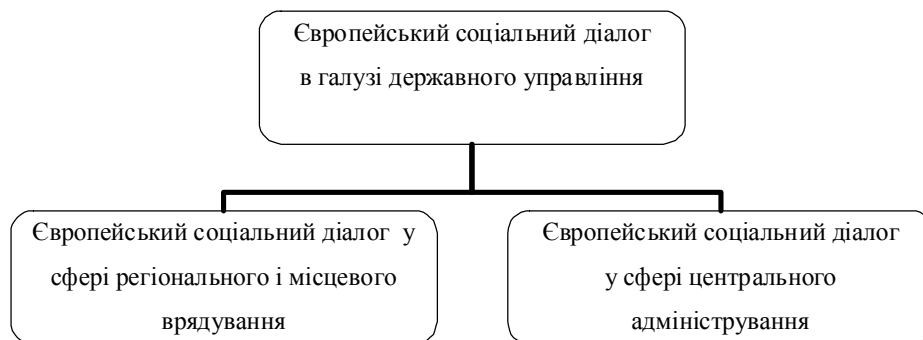 Європейський соціальний діалог
в галузі державного управління
Європейський соціальний діалог у
сфері регіонального і місцевого
врядування
Європейський соціальний діалог
у сфері центрального
адміністрування